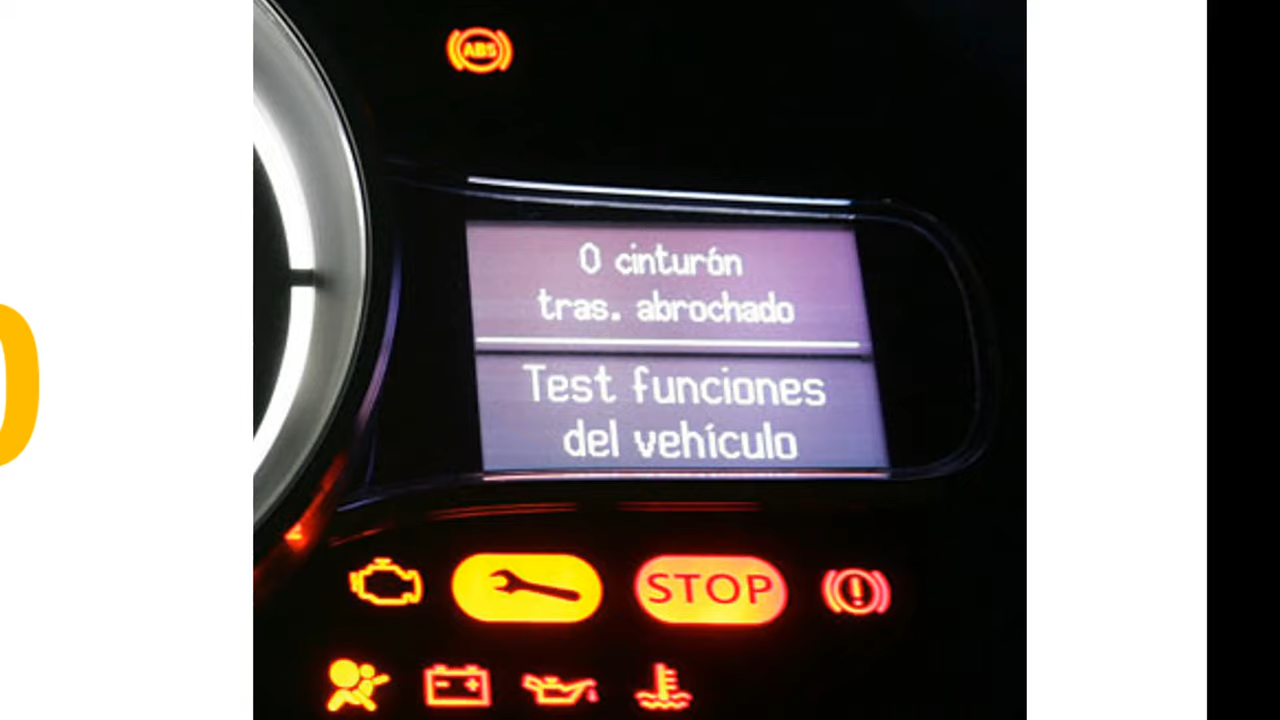 ABS
0 cinturón
tras. abrochado
Test funciones
del vehículo
STOP